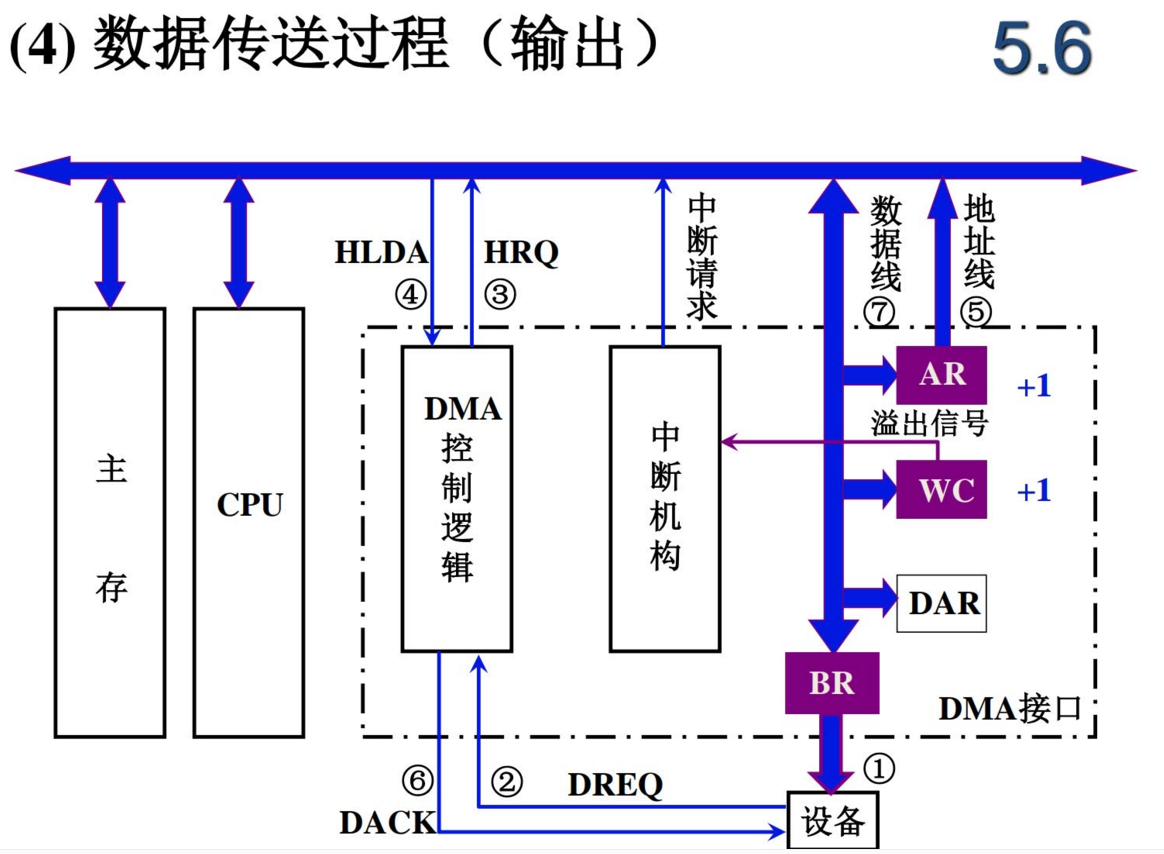 (4) 数据传送过程（输出）
5.6
HLDA
④
HRQ
③
中断请求
数据线
⑦
地址线
⑤
主存
CPU
DMA
控制逻辑
中断机构
AR
+1
溢出信号
WC
+1
DAR
BR
DMA接口
⑥
②
DREQ
①
DACK
设备